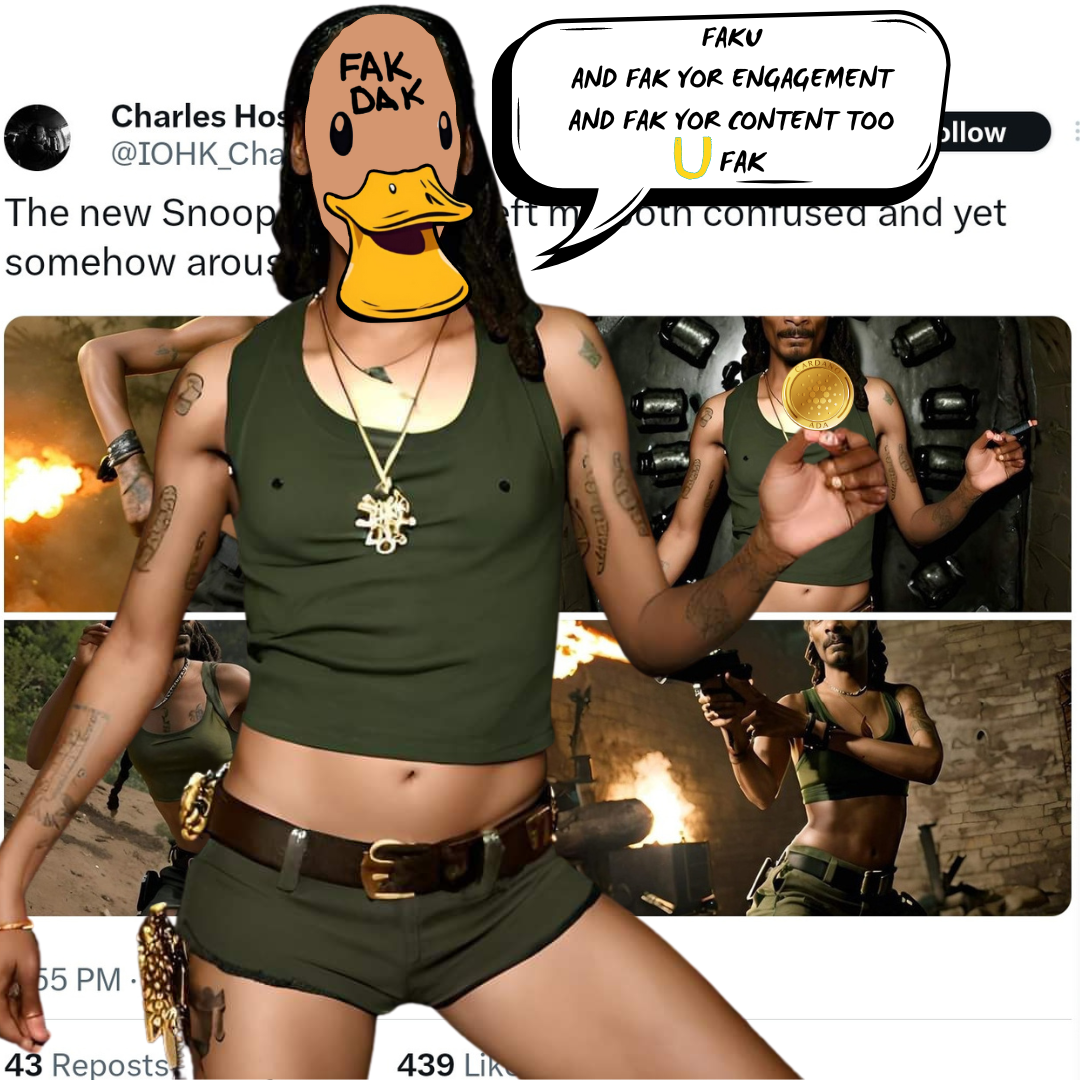 FAK
DAK
FAKU
AND FAK YOR ENGAGEMENT
AND FAK YOR CONTENT TOO
U FAK
Charles Hos
@IOHK_Cha
ollow
The new Snoop eft m oth confused and yet
somehow arous
CARDANO
ADA
55 PM ·
43 Reposts
439 Lik